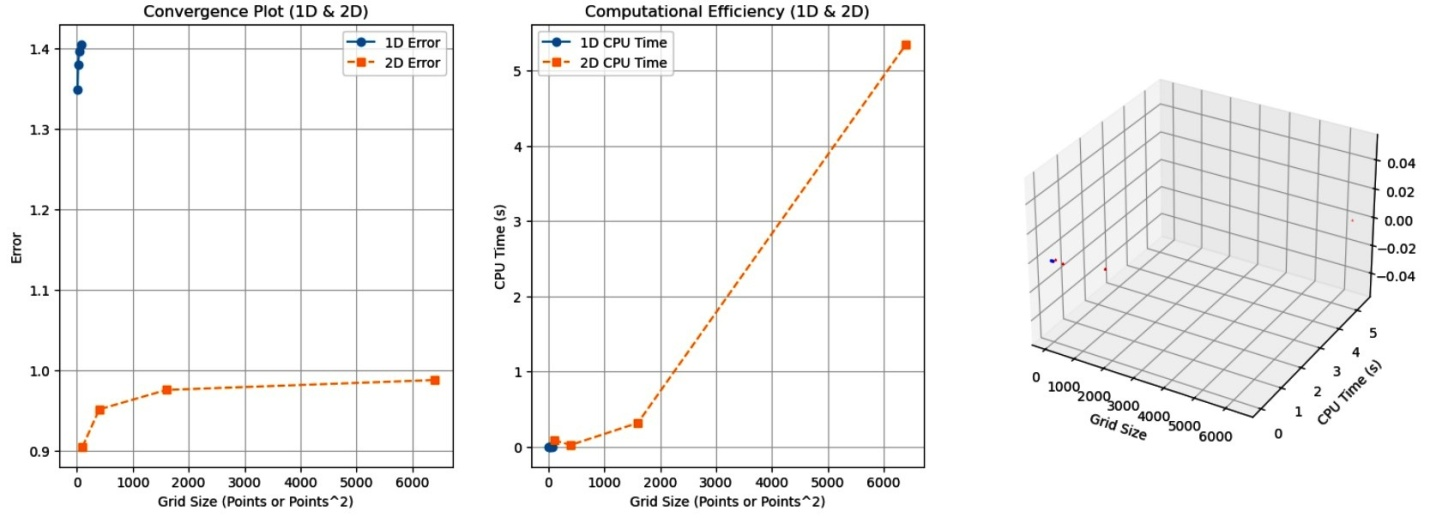 Convergence Plot (1D & 2D)
1D Error
2D Error
1.4
1.3
1.2
1.1
1.0
0.9
Error
0 1000 2000 3000 4000 5000 6000
Grid Size (Points or Points^2)
Computational Efficiency (1D & 2D)
1D CPU Time
2D CPU Time
5
4
3
2
1
0
CPU Time (s)
0 1000 2000 3000 4000 5000 6000
Grid Size (Points or Points^2)
0.04
0.02
0.00
−0.02
−0.04
0 1000 2000 3000 4000 5000 6000
Grid Size
0 1 2 3 4 5
CPU Time (s)